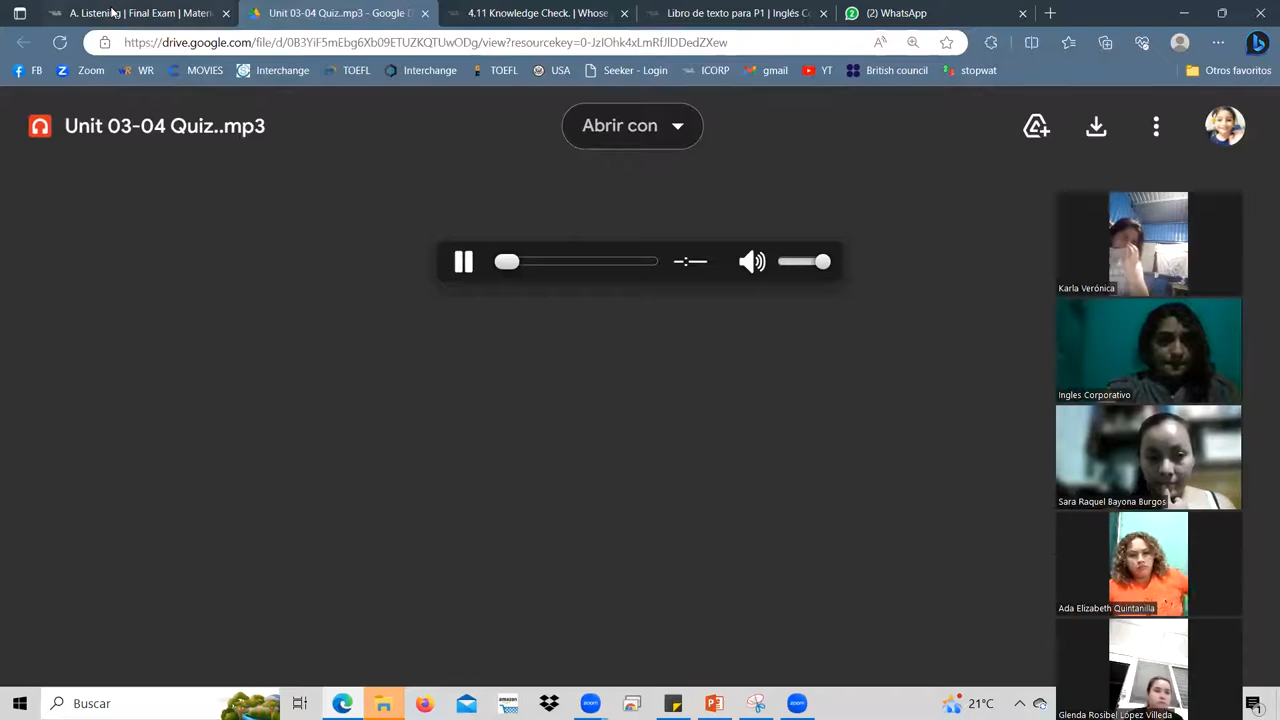 A. Listening | Final Exam | Materi
Unit 03-04 Quiz..mp3 - Google D
4.11 Knowledge Check. | Whose
Libro de texto para P1 | Inglés C
(2) WhatsApp
https://drive.google.com/file/d/0B3YiF5mEbg6Xb09ETUZKQTUwODg/view?resourcekey=0-JzIOhk4xLmRfJlDDedZXew
FB
Zoom
WR
MOVIES
Interchange
TOEFL
Interchange
TOEFL
USA
Seeker - Login
ICORP
gmail
YT
British council
stopwat
Otros favoritos
Unit 03-04 Quiz..mp3
Abrir con
Karla Verónica
Ingles Corporativo
Sara Raquel Bayona Burgos
Ada Elizabeth Quintanilla
Glenda Rosibel López Villeda
Buscar
21°C